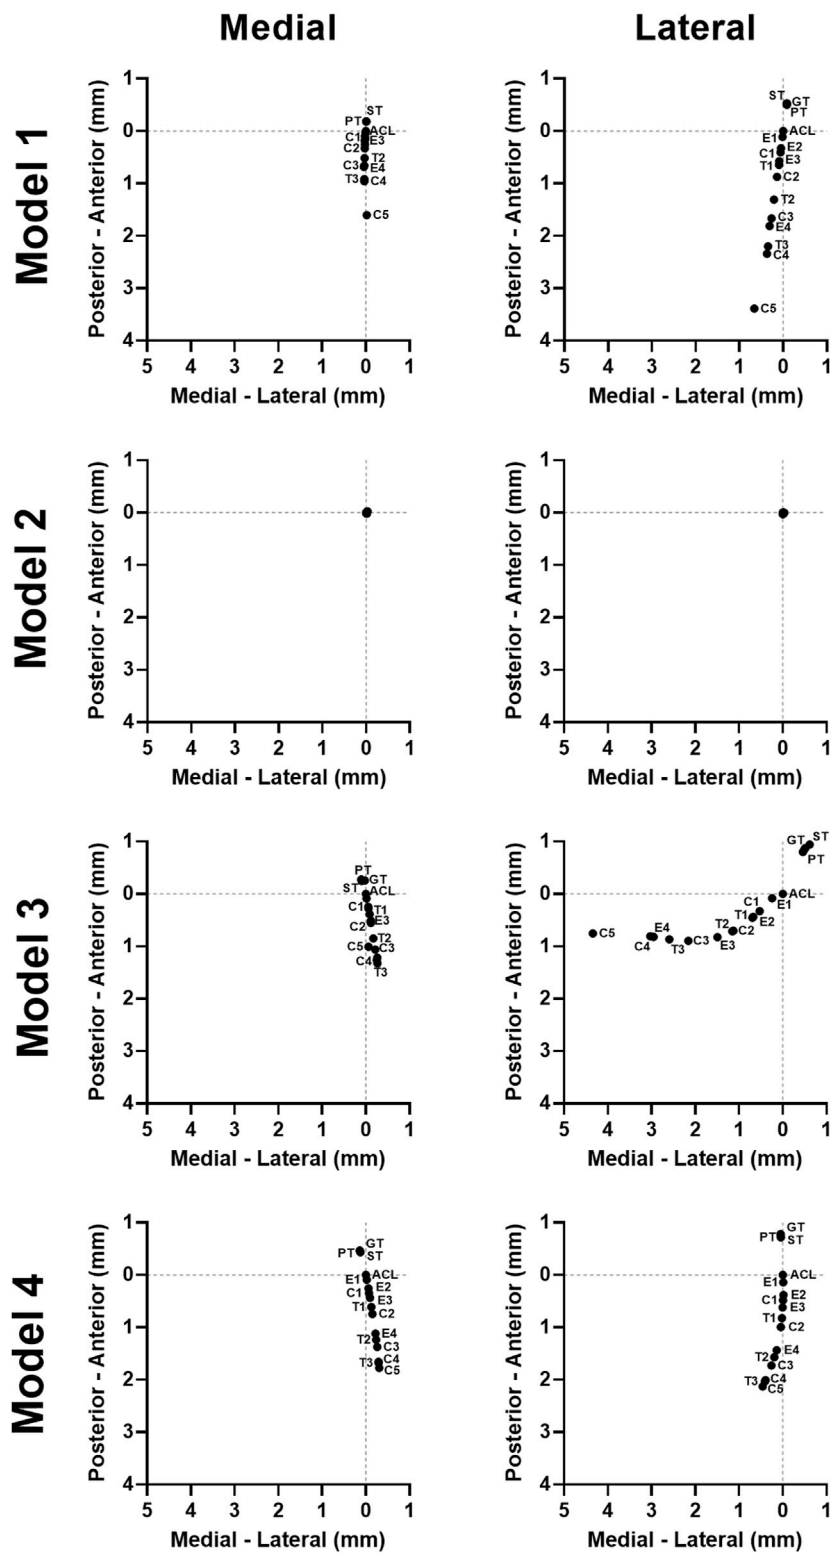 Medial Lateral
Model 1
Posterior - Anterior (mm)
1
0
1
2
3
4
ST
PT
ACL
C1
E3
C2
T2
C3
E4
T3
C4
C5
5 4 3 2 1 0 1
Medial - Lateral (mm)
Posterior - Anterior (mm)
1
0
1
2
3
4
ST
GT
PT
ACL
E1
E2
C1
E3
T1
C2
T2
C3
E4
T3
C4
C5
5 4 3 2 1 0 1
Medial - Lateral (mm)
Model 2
Posterior - Anterior (mm)
1
0
1
2
3
4
5 4 3 2 1 0 1
Medial - Lateral (mm)
Posterior - Anterior (mm)
1
0
1
2
3
4
5 4 3 2 1 0 1
Medial - Lateral (mm)
Model 3
Posterior - Anterior (mm)
1
0
1
2
3
4
PT
GT
ST
ACL
C1
T1
E3
C2
T2
C5
C3
C4
T3
5 4 3 2 1 0 1
Medial - Lateral (mm)
Posterior - Anterior (mm)
1
0
1
2
3
4
ST
GT
PT
ACL
C1
E1
T1
E2
T2
C2
E4
C5
C3
E3
C4
T3
5 4 3 2 1 0 1
Medial - Lateral (mm)
Model 4
Posterior - Anterior (mm)
1
0
1
2
3
4
GT
PT
ST
ACL
E1
E2
C1
E3
T1
C2
E4
T2
C3
C4
T3
C5
5 4 3 2 1 0 1
Medial - Lateral (mm)
Posterior - Anterior (mm)
1
0
1
2
3
4
GT
PT
ST
ACL
E1
E2
C1
E3
T1
C2
E4
T2
C3
C4
T3
C5
5 4 3 2 1 0 1
Medial - Lateral (mm)